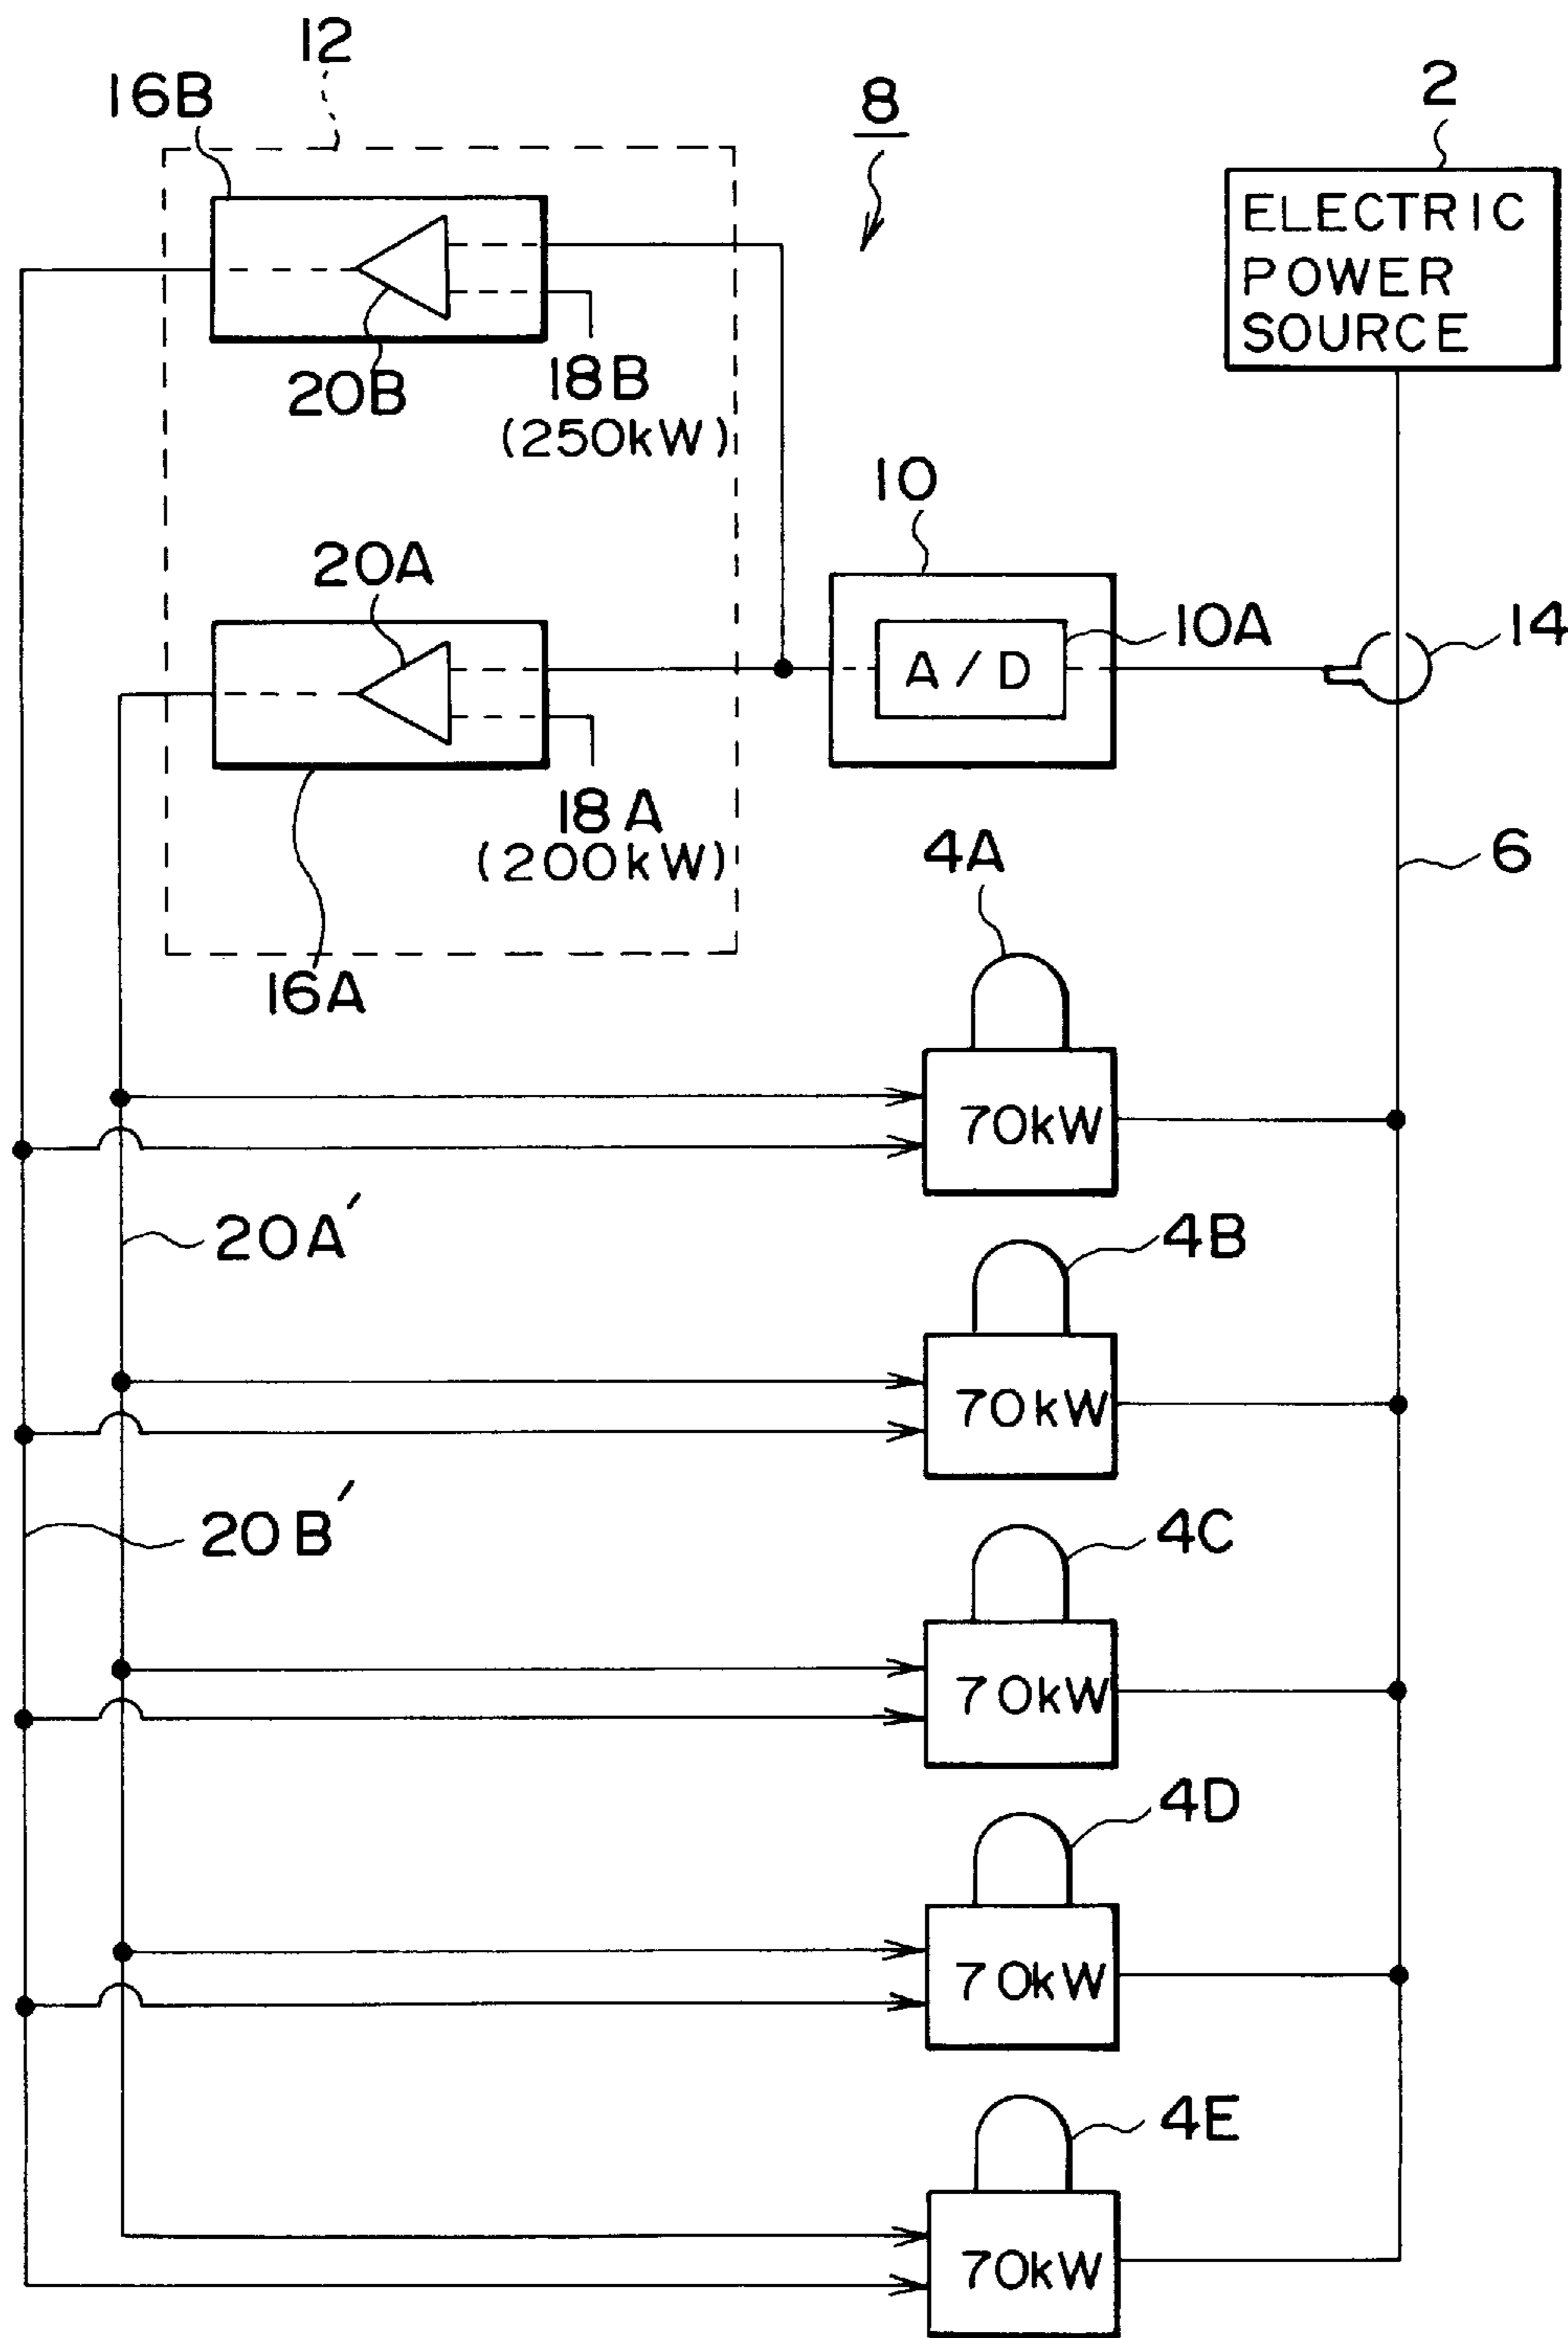 12
16B
8
2
ELECTRIC
POWER
SOURCE
20B
18B
(250kW)
10
20A
10A
14
A/D
18A
(200kW)
4A
6
16A
70kW
20A'
4B
70kW
20B'
4C
70kW
4D
70kW
4E
70kW